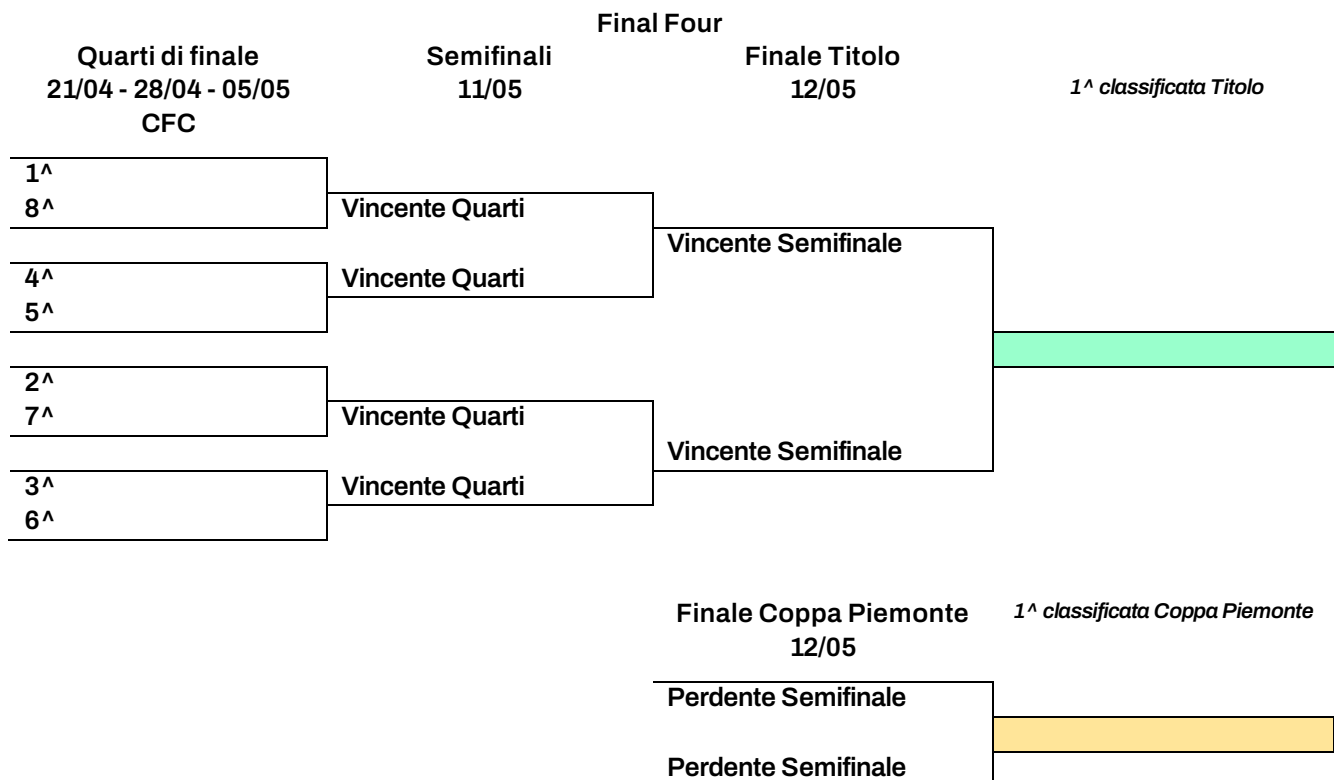 Final Four
Quarti di finale Semifinali Finale Titolo
21/04 - 28/04 - 05/05 11/05 12/05 1^ classificata Titolo
CFC
1^
8^ Vincente Quarti
Vincente Semifinale
4^ Vincente Quarti
5^
2^
7^ Vincente Quarti
Vincente Semifinale
3^ Vincente Quarti
6^
Finale Coppa Piemonte 1^ classificata Coppa Piemonte
12/05
Perdente Semifinale
Perdente Semifinale